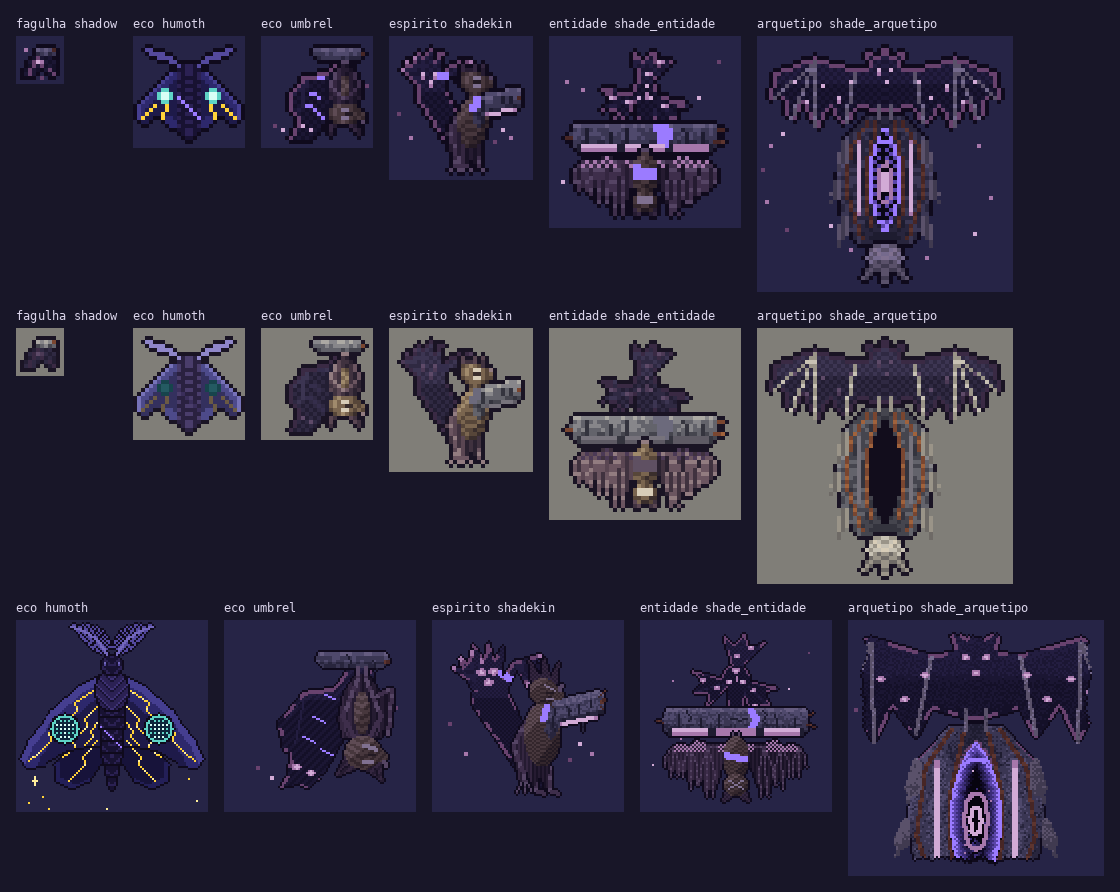 fagulha shadow
eco humoth
eco umbrel
espirito shadekin
entidade shade_entidade
arquetipo shade_arquetipo
fagulha shadow
eco humoth
eco umbrel
espirito shadekin
entidade shade_entidade
arquetipo shade_arquetipo
eco humoth
eco umbrel
espirito shadekin
entidade shade_entidade
arquetipo shade_arquetipo